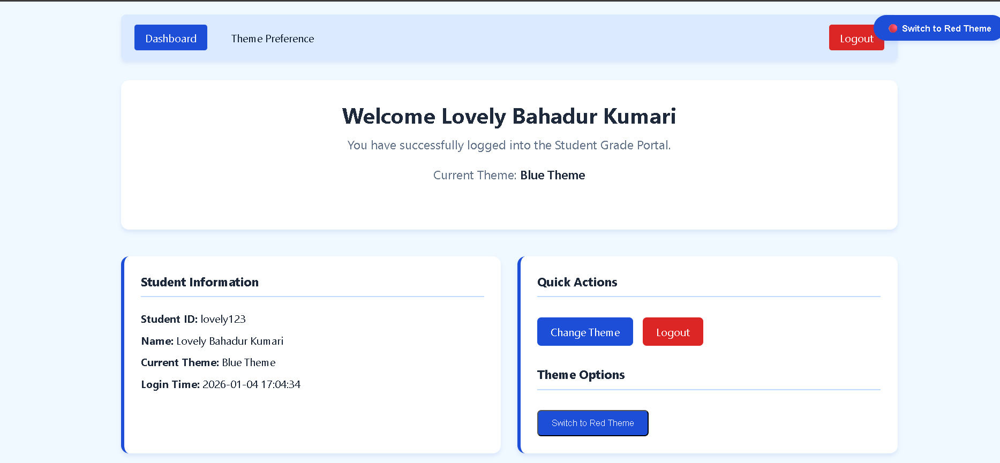 Dashboard
Theme Preference
Logout
Switch to Red Theme
Welcome Lovely Bahadur Kumari
You have successfully logged into the Student Grade Portal.
Current Theme: Blue Theme
Student Information
Student ID: lovely123
Name: Lovely Bahadur Kumari
Current Theme: Blue Theme
Login Time: 2026-01-04 17:04:34
Quick Actions
Change Theme
Logout
Theme Options
Switch to Red Theme